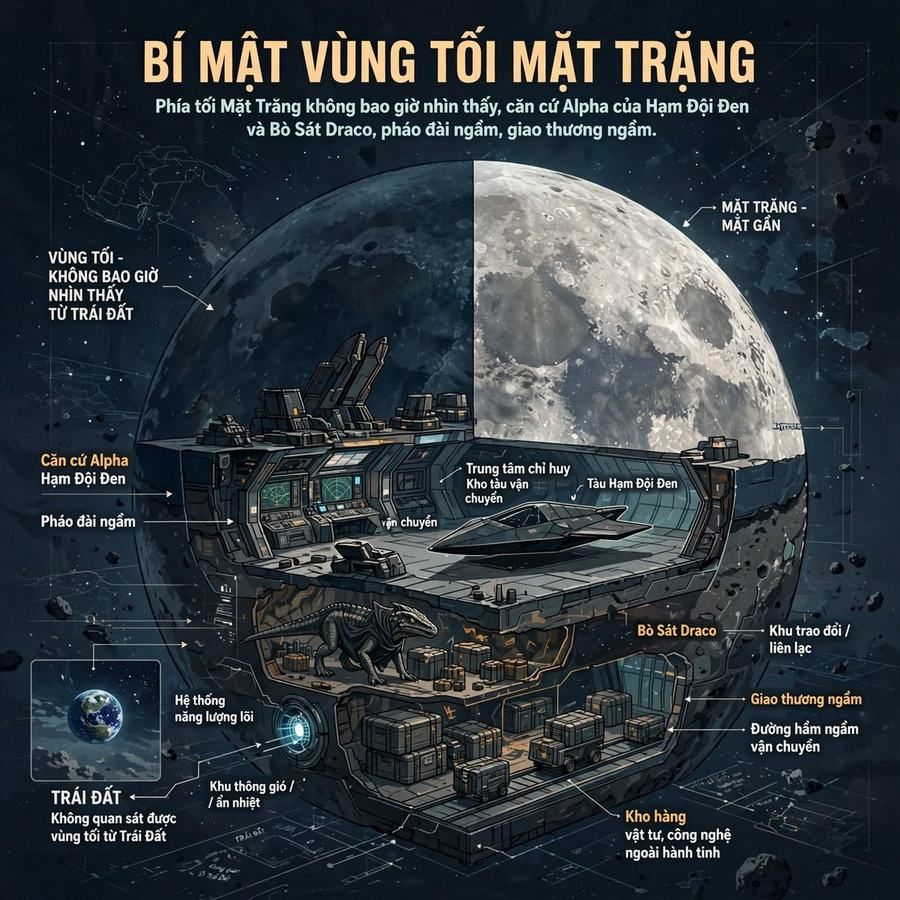 BÍ MẬT VÙNG TỐI MẶT TRĂNG
Phía tối Mặt Trăng không bao giờ nhìn thấy, căn cứ Alpha của Hạm Đội Đen
và Bò Sát Draco, pháo đài ngầm, giao thương ngầm.
MẶT TRĂNG -
MẮT GẦN
VÙNG TỐI -
KHÔNG BAO GIỜ
NHÌN THẤY
TỪ TRÁI ĐẤT
Căn cứ Alpha
Hạm Đội Đen
Pháo đài ngầm
Trung tâm chỉ huy
Kho tàu vận
chuyển
Tàu Hạm Đội Đen
vận chuyển
Bò Sát Draco
Khu trao đổi /
liên lạc
Hệ thống
năng lượng lõi
Giao thương ngầm
Đường hầm ngầm
vận chuyển
Khu thông gió /
/ ẩn nhiệt
TRÁI ĐẤT
Không quan sát được
vùng tối từ Trái Đất
Kho hàng
vật tư, công nghệ
ngoài hành tinh
TRÁI ĐẤT